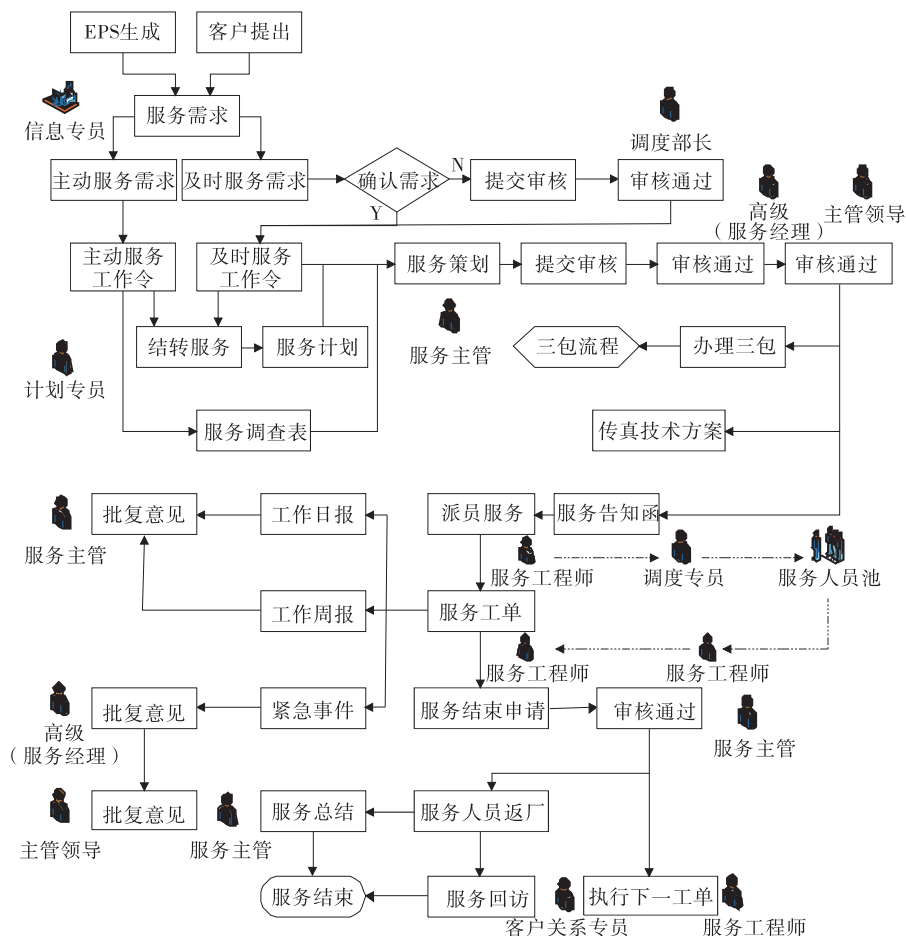 EPS生成
客户提出
服务需求
信息专员
调度部长
主动服务需求
及时服务需求
确认需求
N
提交审核
审核通过
Y
高级
（服务经理）
主管领导
主动服务
工作令
及时服务
工作令
服务策划
提交审核
审核通过
审核通过
结转服务
服务计划
服务主管
三包流程
办理三包
计划专员
服务调查表
传真技术方案
批复意见
工作日报
派员服务
服务告知函
服务主管
服务工程师
调度专员
服务人员池
工作周报
服务工单
服务工程师
服务工程师
高级
（服务经理）
批复意见
紧急事件
服务结束申请
审核通过
服务主管
主管领导
批复意见
服务主管
服务总结
服务人员返厂
服务结束
服务回访
客户关系专员
执行下一工单
服务工程师